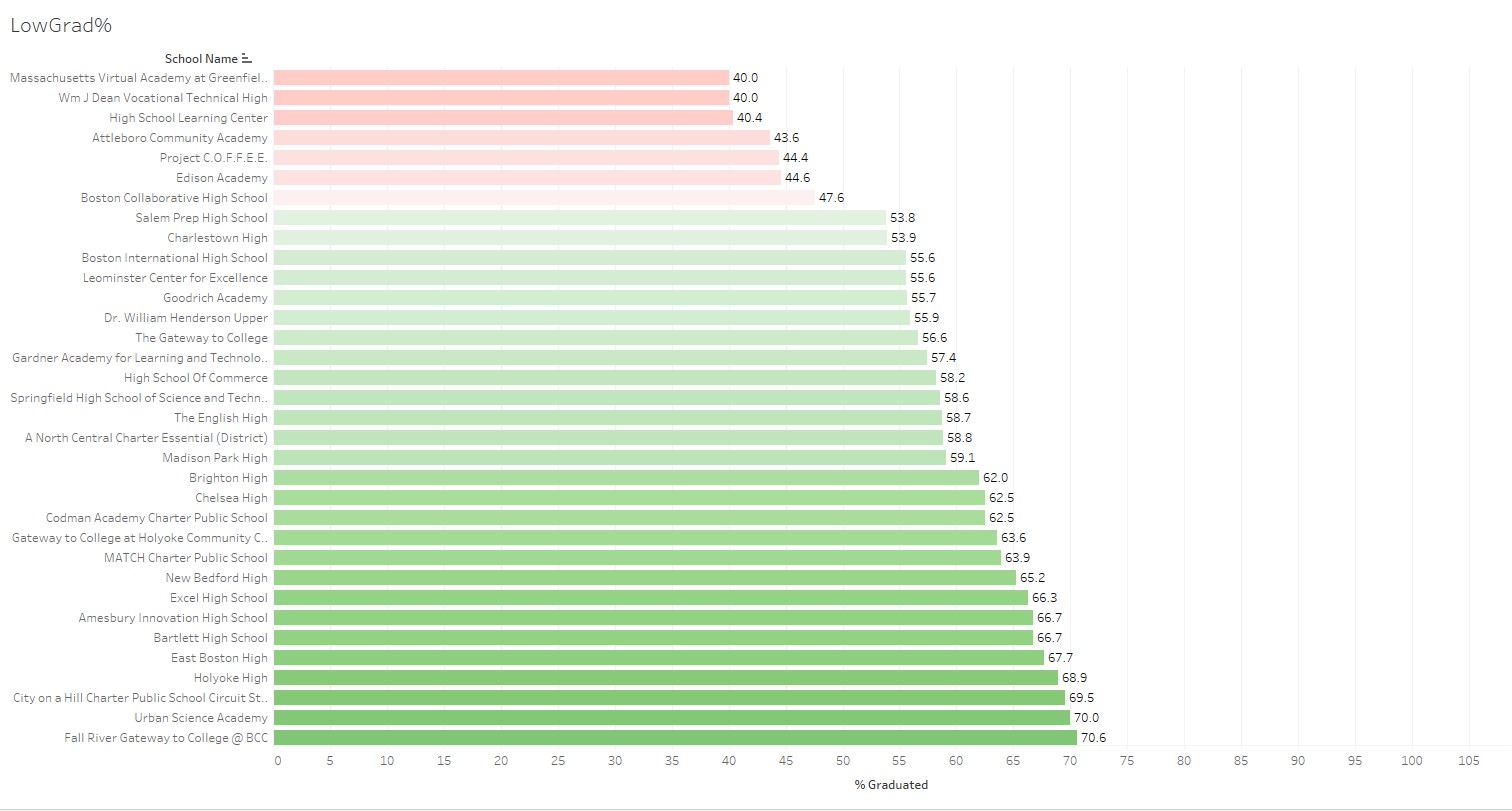 LowGrad%
School Name
Massachusetts Virtual Academy at Greenfiel.. 40.0
Wm J Dean Vocational Technical High 40.0
High School Learning Center 40.4
Attleboro Community Academy 43.6
Project C.O.F.F.E.E. 44.4
Edison Academy 44.6
Boston Collaborative High School 47.6
Salem Prep High School 53.8
Charlestown High 53.9
Boston International High School 55.6
Leominster Center for Excellence 55.6
Goodrich Academy 55.7
Dr. William Henderson Upper 55.9
The Gateway to College 56.6
Gardner Academy for Learning and Technolo.. 57.4
High School Of Commerce 58.2
Springfield High School of Science and Techn.. 58.6
The English High 58.7
A North Central Charter Essential (District) 58.8
Madison Park High 59.1
Brighton High 62.0
Chelsea High 62.5
Codman Academy Charter Public School 62.5
Gateway to College at Holyoke Community C.. 63.6
MATCH Charter Public School 63.9
New Bedford High 65.2
Excel High School 66.3
Amesbury Innovation High School 66.7
Bartlett High School 66.7
East Boston High 67.7
Holyoke High 68.9
City on a Hill Charter Public School Circuit St.. 69.5
Urban Science Academy 70.0
Fall River Gateway to College @ BCC 70.6
0 5 10 15 20 25 30 35 40 45 50 55 60 65 70 75 80 85 90 95 100 105
% Graduated